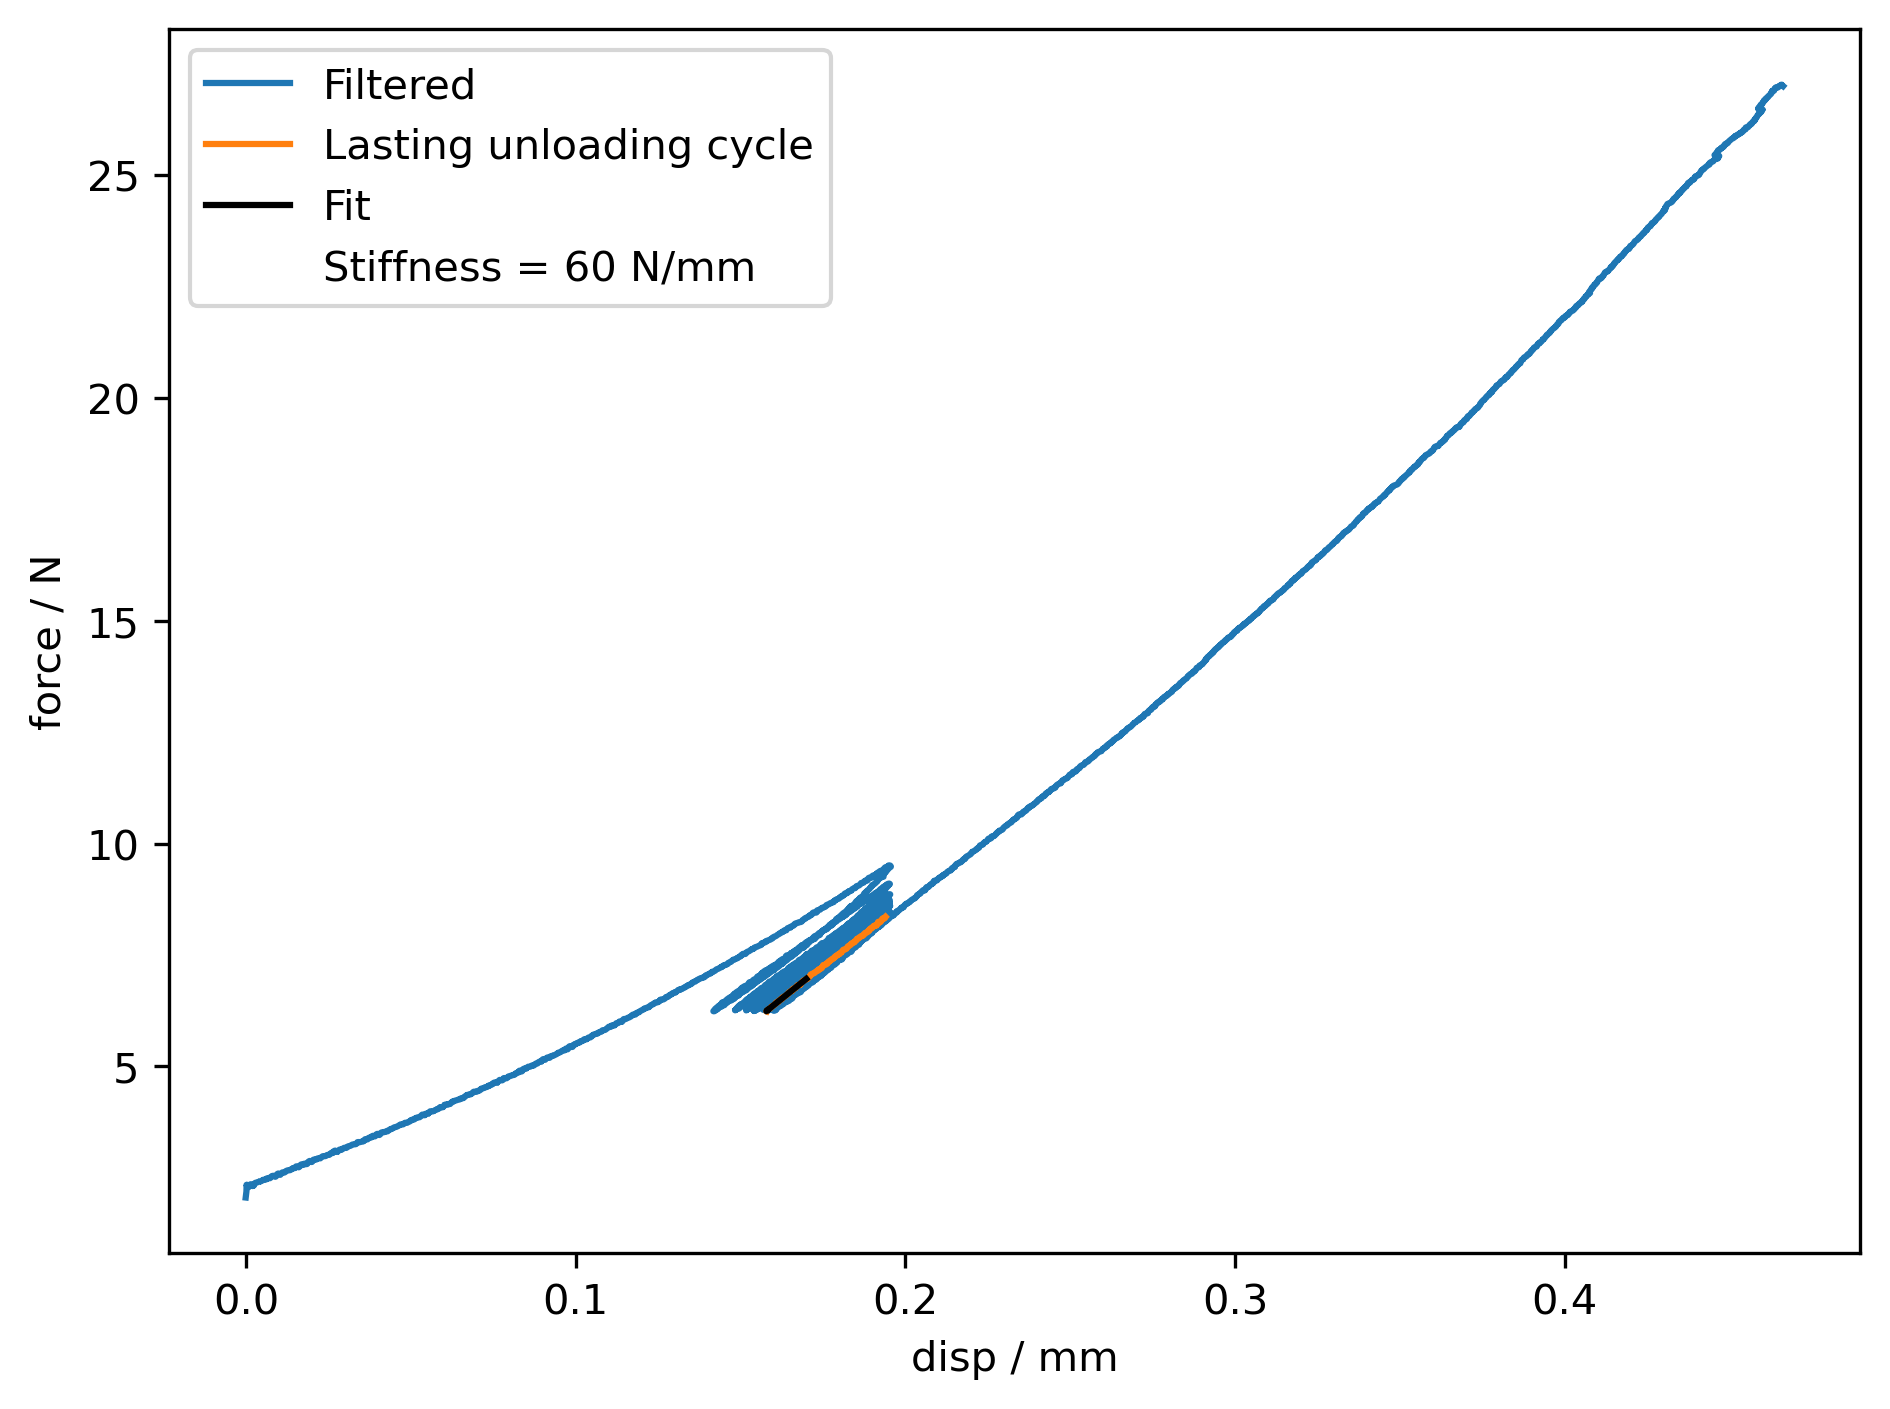 Filtered
Lasting unloading cycle
Fit
Stiffness = 60 N/mm
25
20
15
10
5
force / N
0.0 0.1 0.2 0.3 0.4
disp / mm